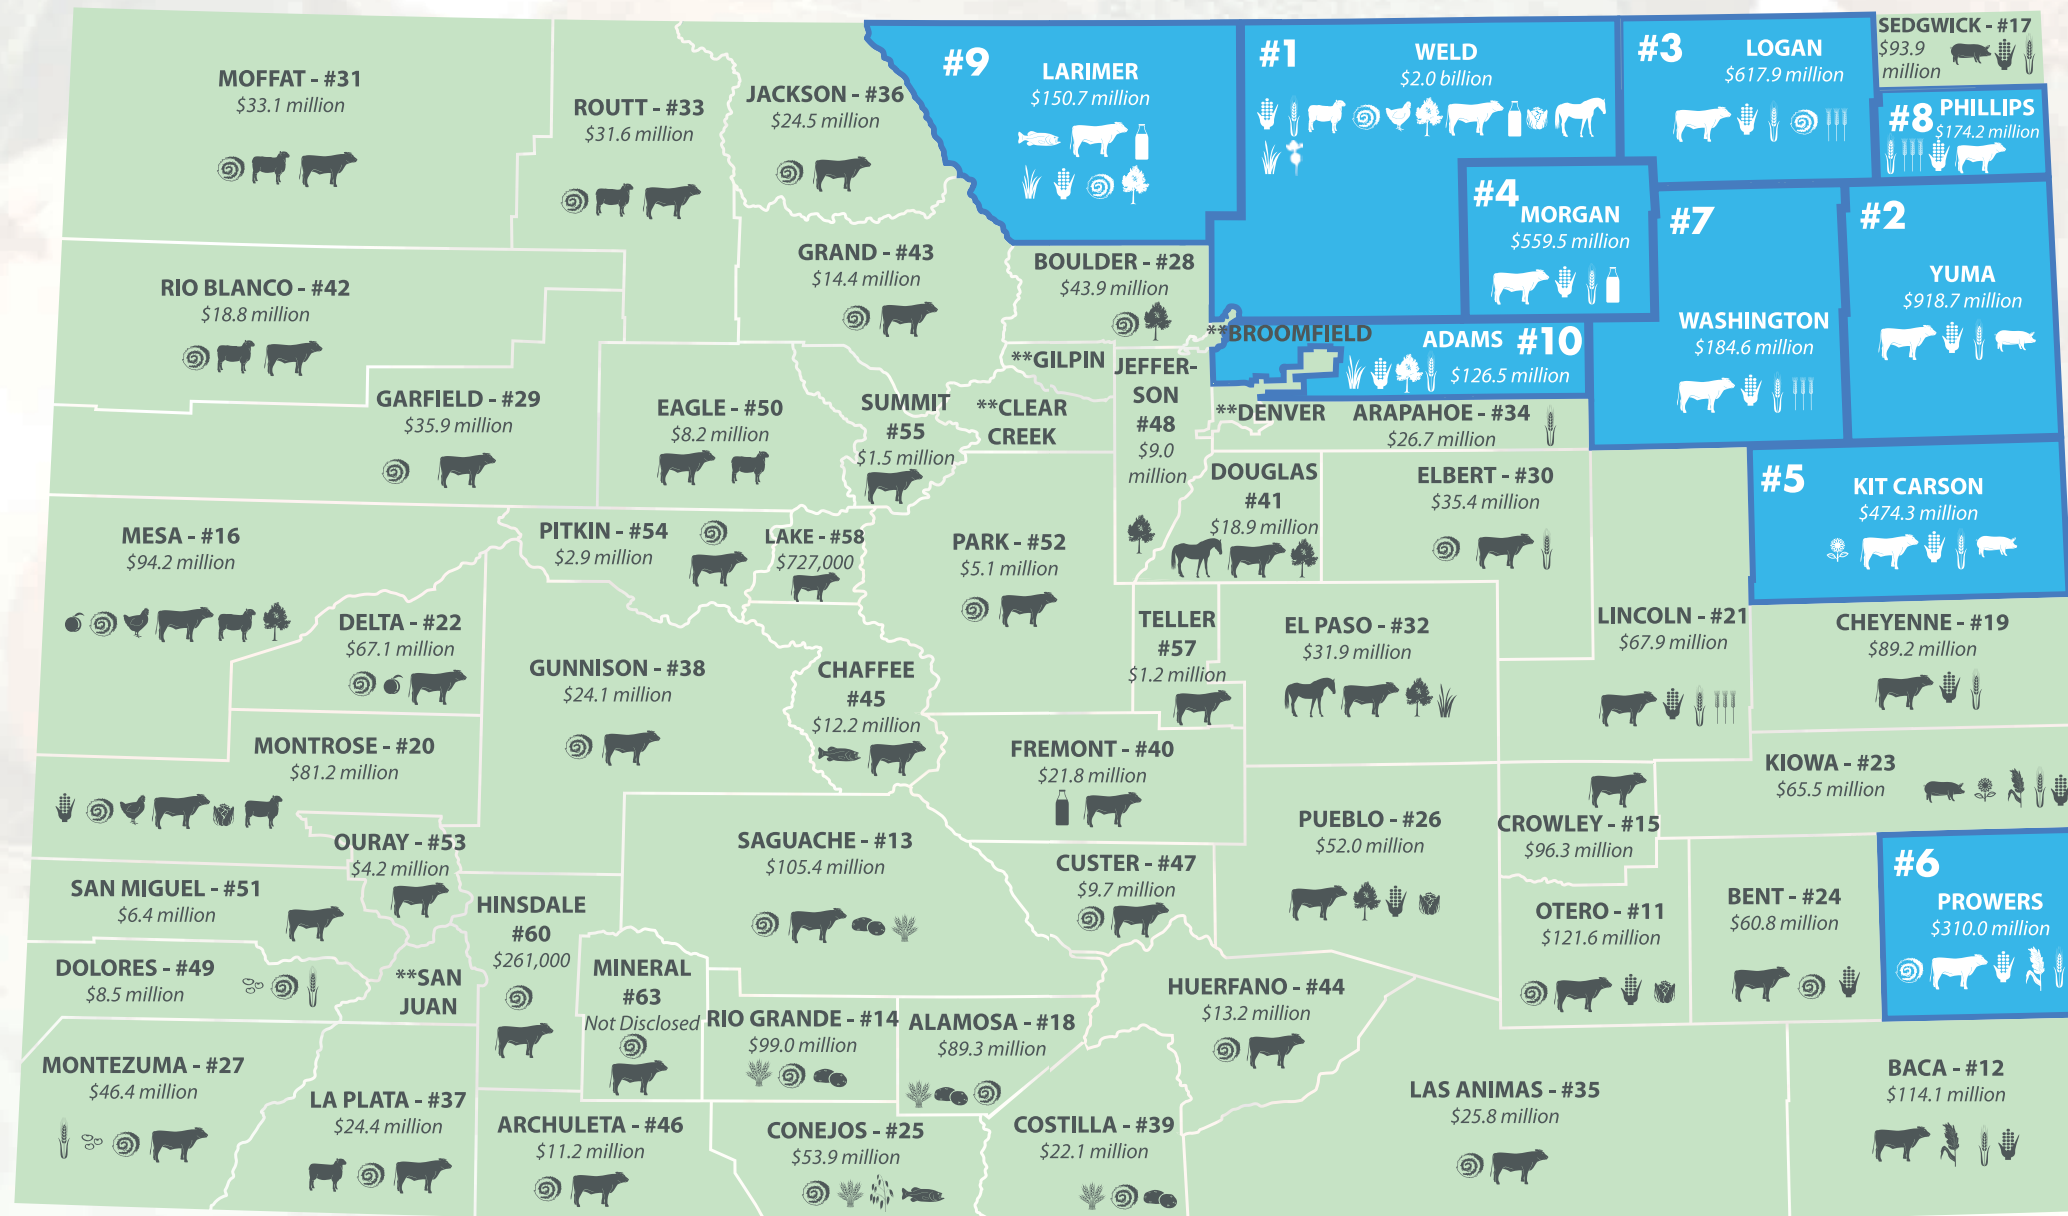 MOFFAT - #31
$33.1 million
ROUTT - #33
$31.6 million
JACKSON - #36
$24.5 million
#9
LARIMER
$150.7 million
#1
WELD
$2.0 billion
#3
LOGAN
$617.9 million
SEDGWICK - #17
$93.9
million
#8 PHILLIPS
$174.2 million
#4
MORGAN
$559.5 million
#7
WASHINGTON
$184.6 million
#2
YUMA
$918.7 million
RIO BLANCO - #42
$18.8 million
GRAND - #43
$14.4 million
BOULDER - #28
$43.9 million
**BROOMFIELD
ADAMS #10
$126.5 million
**GILPIN
JEFFER-
SON
#48
$9.0
million
GARFIELD - #29
$35.9 million
EAGLE - #50
$8.2 million
SUMMIT
#55
$1.5 million
**CLEAR
CREEK
**DENVER
ARAPAHOE - #34
$26.7 million
DOUGLAS
#41
$18.9 million
ELBERT - #30
$35.4 million
#5
KIT CARSON
$474.3 million
MESA - #16
$94.2 million
PITKIN - #54
$2.9 million
LAKE - #58
$727,000
PARK - #52
$5.1 million
DELTA - #22
$67.1 million
GUNNISON - #38
$24.1 million
CHAFFEE
#45
$12.2 million
TELLER
#57
$1.2 million
EL PASO - #32
$31.9 million
LINCOLN - #21
$67.9 million
CHEYENNE - #19
$89.2 million
MONTROSE - #20
$81.2 million
FREMONT - #40
$21.8 million
KIOWA - #23
$65.5 million
OURAY - #53
$4.2 million
SAGUACHE - #13
$105.4 million
CUSTER - #47
$9.7 million
PUEBLO - #26
$52.0 million
CROWLEY - #15
$96.3 million
#6
PROWERS
$310.0 million
SAN MIGUEL - #51
$6.4 million
HINSDALE
#60
$261,000
OTERO - #11
$121.6 million
BENT - #24
$60.8 million
DOLORES - #49
$8.5 million
**SAN
JUAN
MINERAL
#63
Not Disclosed
RIO GRANDE - #14
$99.0 million
ALAMOSA - #18
$89.3 million
HUERFANO - #44
$13.2 million
MONTEZUMA - #27
$46.4 million
LA PLATA - #37
$24.4 million
ARCHULETA - #46
$11.2 million
CONEJOS - #25
$53.9 million
COSTILLA - #39
$22.1 million
LAS ANIMAS - #35
$25.8 million
BACA - #12
$114.1 million